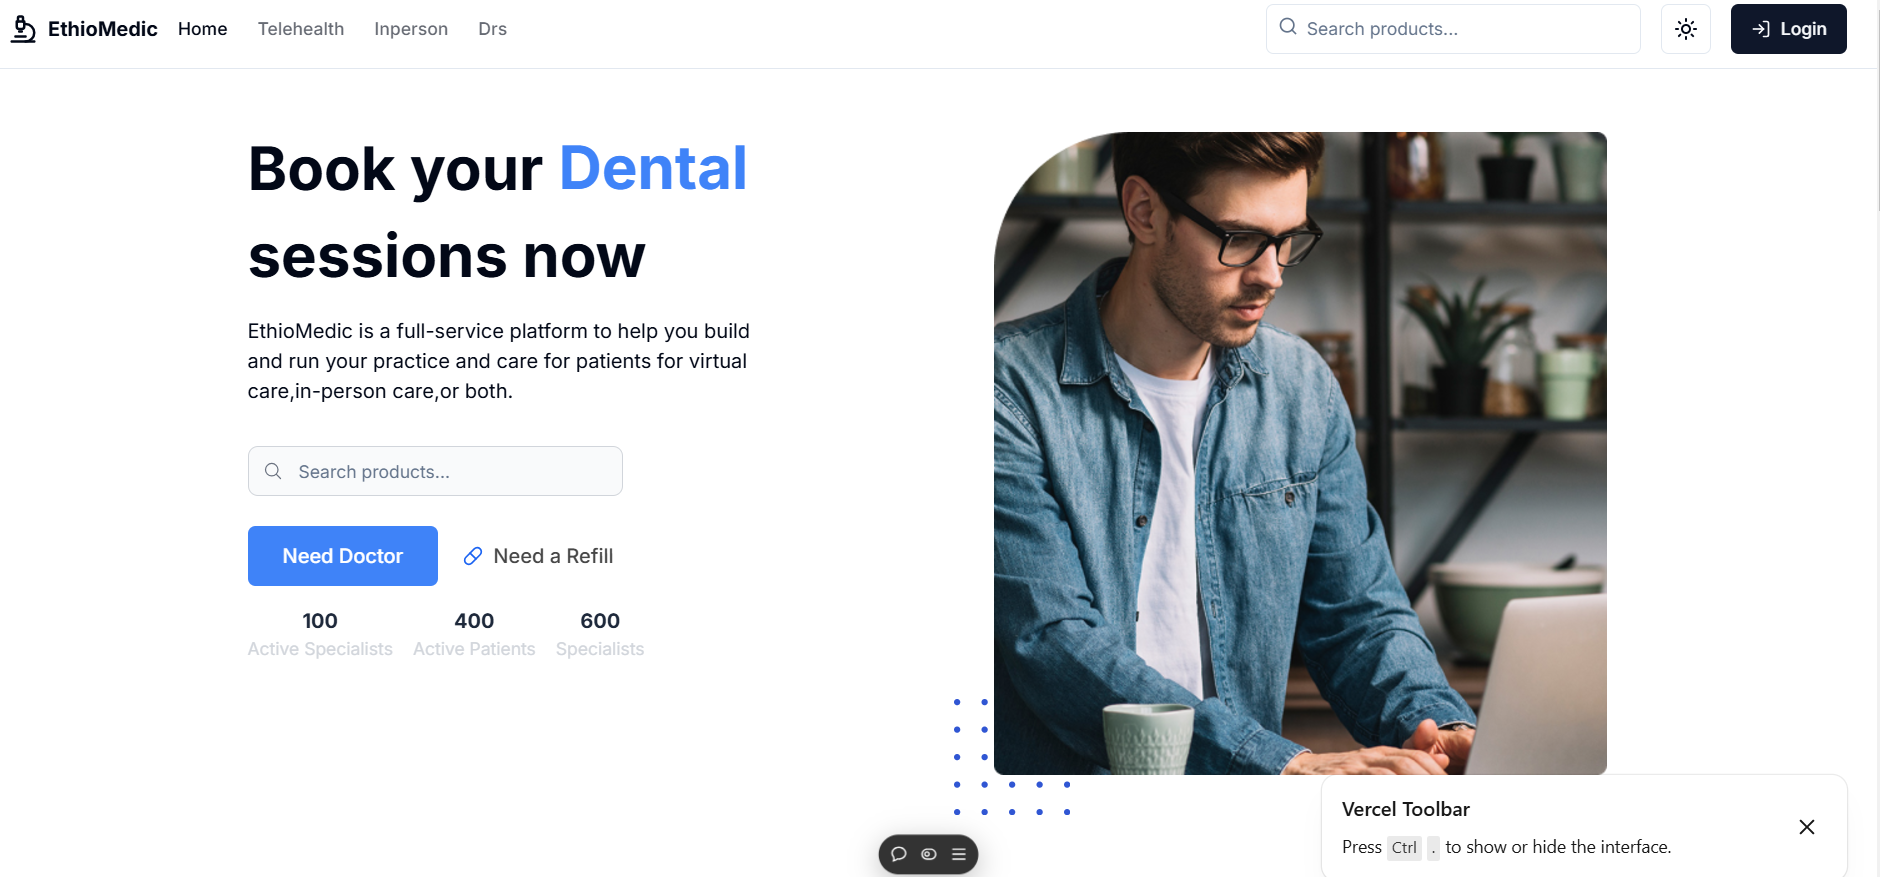 EthioMedic Home Telehealth Inperson Drs Search products... Login
Book your Dental
sessions now
EthioMedic is a full-service platform to help you build
and run your practice and care for patients for virtual
care,in-person care,or both.
Search products...
Need Doctor Need a Refill
100 400 600
Active Specialists Active Patients Specialists
Vercel Toolbar
Press Ctrl . to show or hide the interface.